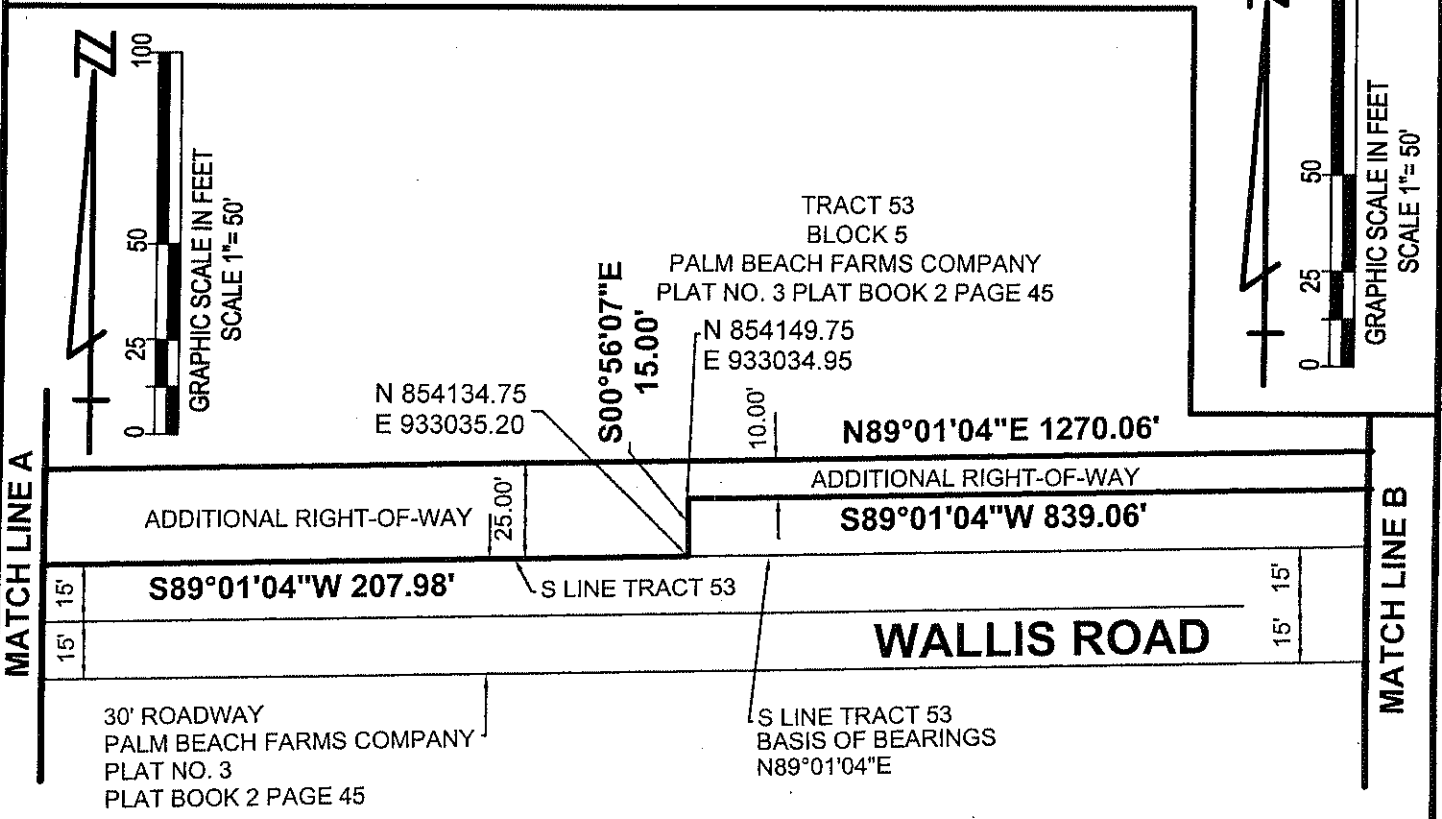 100
50
25
0
GRAPHIC SCALE IN FEET
SCALE 1"= 50'
50
25
0
GRAPHIC SCALE IN FEET
SCALE 1"= 50'
TRACT 53
BLOCK 5
PALM BEACH FARMS COMPANY
PLAT NO. 3 PLAT BOOK 2 PAGE 45
S00°56'07"E
15.00'
N 854149.75
E 933034.95
N 854134.75
E 933035.20
10.00'
N89°01'04"E 1270.06'
MATCH LINE A
ADDITIONAL RIGHT-OF-WAY
ADDITIONAL RIGHT-OF-WAY
25.00'
S89°01'04"W 839.06'
MATCH LINE B
S89°01'04"W 207.98'
S LINE TRACT 53
15'
15'
15'
15'
WALLIS ROAD
30' ROADWAY
PALM BEACH FARMS COMPANY
PLAT NO. 3
PLAT BOOK 2 PAGE 45
S LINE TRACT 53
BASIS OF BEARINGS
N89°01'04"E